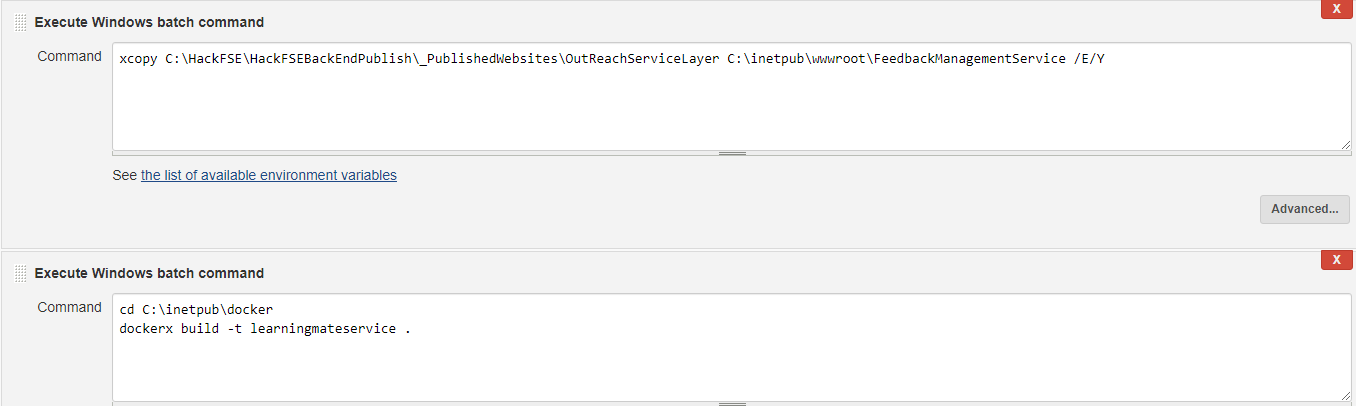 X
Execute Windows batch command
Command
xcopy C:\HackFSE\HackFSEBackEndPublish\_PublishedWebsites\OutReachServiceLayer C:\inetpub\wwwroot\FeedbackManagementService /E/Y
See the list of available environment variables
Advanced...
X
Execute Windows batch command
Command
cd C:\inetpub\docker
dockerx build -t learningmateservice .